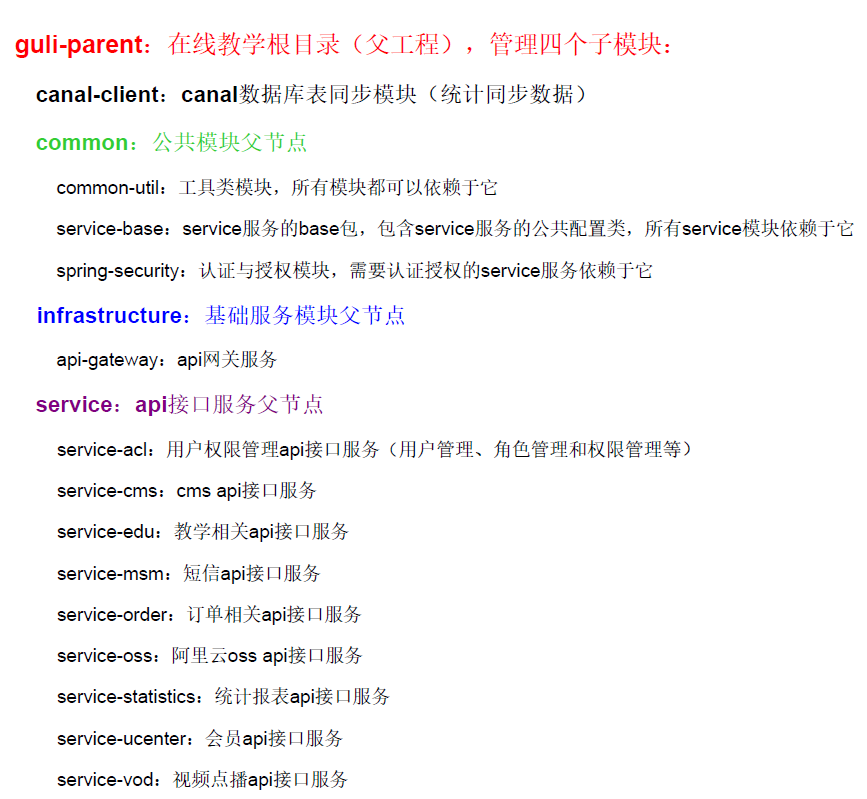 guli-parent：在线教学根目录（父工程），管理四个子模块：
canal-client：canal数据库表同步模块（统计同步数据）
common：公共模块父节点
common-util：工具类模块，所有模块都可以依赖于它
service-base：service服务的base包，包含service服务的公共配置类，所有service模块依赖于它
spring-security：认证与授权模块，需要认证授权的service服务依赖于它
infrastructure：基础服务模块父节点
api-gateway：api网关服务
service：api接口服务父节点
service-acl：用户权限管理api接口服务（用户管理、角色管理和权限管理等）
service-cms：cms api接口服务
service-edu：教学相关api接口服务
service-msm：短信api接口服务
service-order：订单相关api接口服务
service-oss：阿里云oss api接口服务
service-statistics：统计报表api接口服务
service-ucenter：会员api接口服务
service-vod：视频点播api接口服务